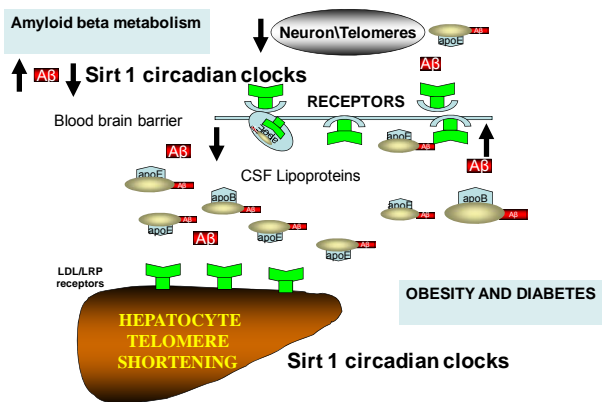 Amyloid beta metabolism
Neuron\Telomeres
apoE
Aβ
Aβ
Aβ Sirt 1 circadian clocks
RECEPTORS
Blood brain barrier
apoE
apoE
Aβ
Aβ
Aβ
CSF Lipoproteins
apoE
Aβ
apoB
Aβ
apoE
Aβ
apoB
Aβ
apoE
Aβ
apoE
Aβ
Aβ
apoE
Aβ
LDL/LRP
receptors
OBESITY AND DIABETES
HEPATOCYTE
TELOMERE
SHORTENING
Sirt 1 circadian clocks